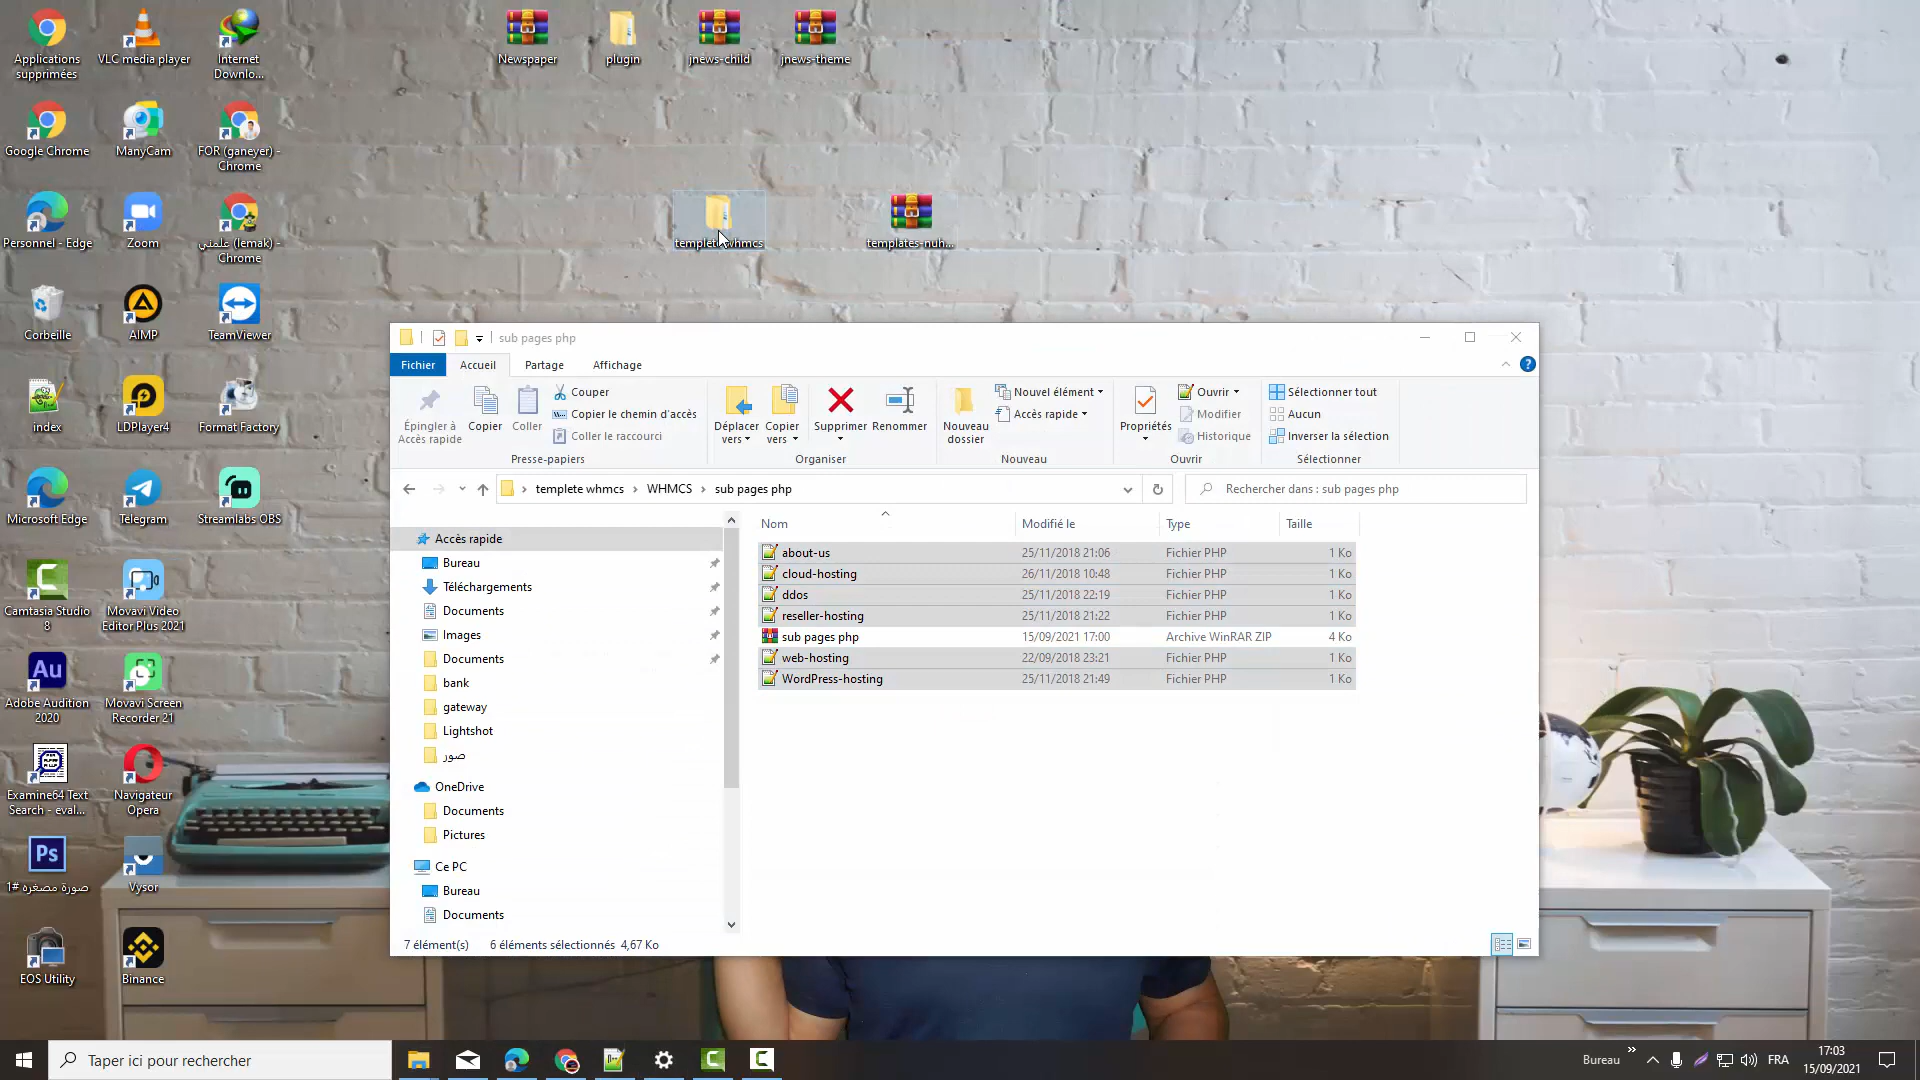 Applications
supprimées
VLC media player
Internet
Downlo...
Newspaper
plugin
jnews-child
jnews-theme
Google Chrome
ManyCam
FOR (ganeyer) -
Chrome
Personnel - Edge
Zoom
علمني (lemak) -
Chrome
templete whmcs
templates-nuh...
Corbeille
AIMP
TeamViewer
index
LDPlayer4
Format Factory
Microsoft Edge
Telegram
Streamlabs OBS
Camtasia Studio
8
Movavi Video
Editor Plus 2021
Adobe Audition
2020
Movavi Screen
Recorder 21
Examine64 Text
Search - eval...
Navigateur
Opera
صورة مصغره #1
Vysor
EOS Utility
Binance
sub pages php
Fichier
Accueil
Partage
Affichage
Épingler à
Accès rapide
Copier
Coller
Couper
Copier le chemin d'accès
Coller le raccourci
Presse-papiers
Déplacer
vers
Copier
vers
Supprimer
Renommer
Organiser
Nouveau
dossier
Nouvel élément
Accès rapide
Nouveau
Propriétés
Ouvrir
Modifier
Historique
Ouvrir
Sélectionner tout
Aucun
Inverser la sélection
Sélectionner
templete whmcs › WHMCS › sub pages php
Rechercher dans : sub pages php
Accès rapide
Bureau
Téléchargements
Documents
Images
Documents
bank
gateway
Lightshot
صور
OneDrive
Documents
Pictures
Ce PC
Bureau
Documents
Nom Modifié le Type Taille
about-us 25/11/2018 21:06 Fichier PHP 1 Ko
cloud-hosting 26/11/2018 10:48 Fichier PHP 1 Ko
ddos 25/11/2018 22:19 Fichier PHP 1 Ko
reseller-hosting 25/11/2018 21:22 Fichier PHP 1 Ko
sub pages php 15/09/2021 17:00 Archive WinRAR ZIP 4 Ko
web-hosting 22/09/2018 23:21 Fichier PHP 1 Ko
WordPress-hosting 25/11/2018 21:49 Fichier PHP 1 Ko
7 élément(s) 6 éléments sélectionnés 4,67 Ko
Taper ici pour rechercher
Bureau
FRA
17:03
15/09/2021